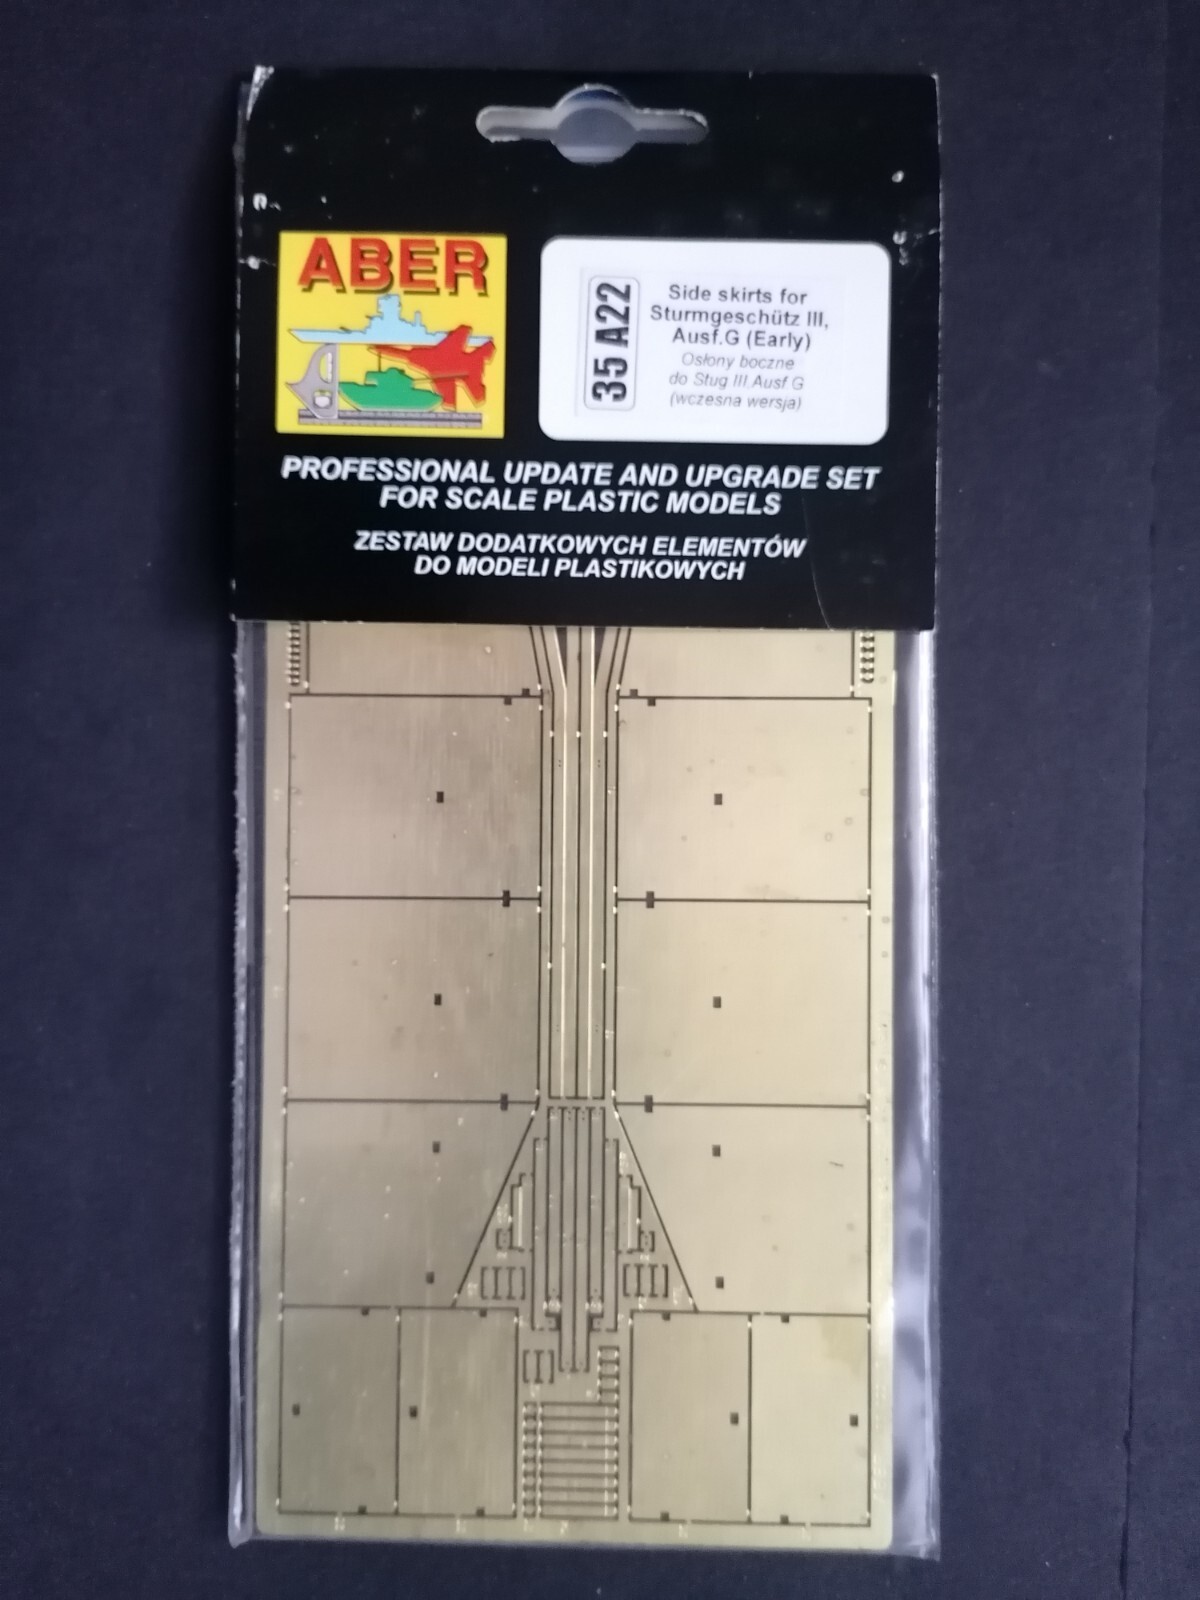 ABER
35 A22
Side skirts for
Sturmgeschütz III,
Ausf.G (Early)
Osłony boczne
do Stug III Ausf G
(wczesna wersja)
PROFESSIONAL UPDATE AND UPGRADE SET
FOR SCALE PLASTIC MODELS
ZESTAW DODATKOWYCH ELEMENTÓW
DO MODELI PLASTIKOWYCH